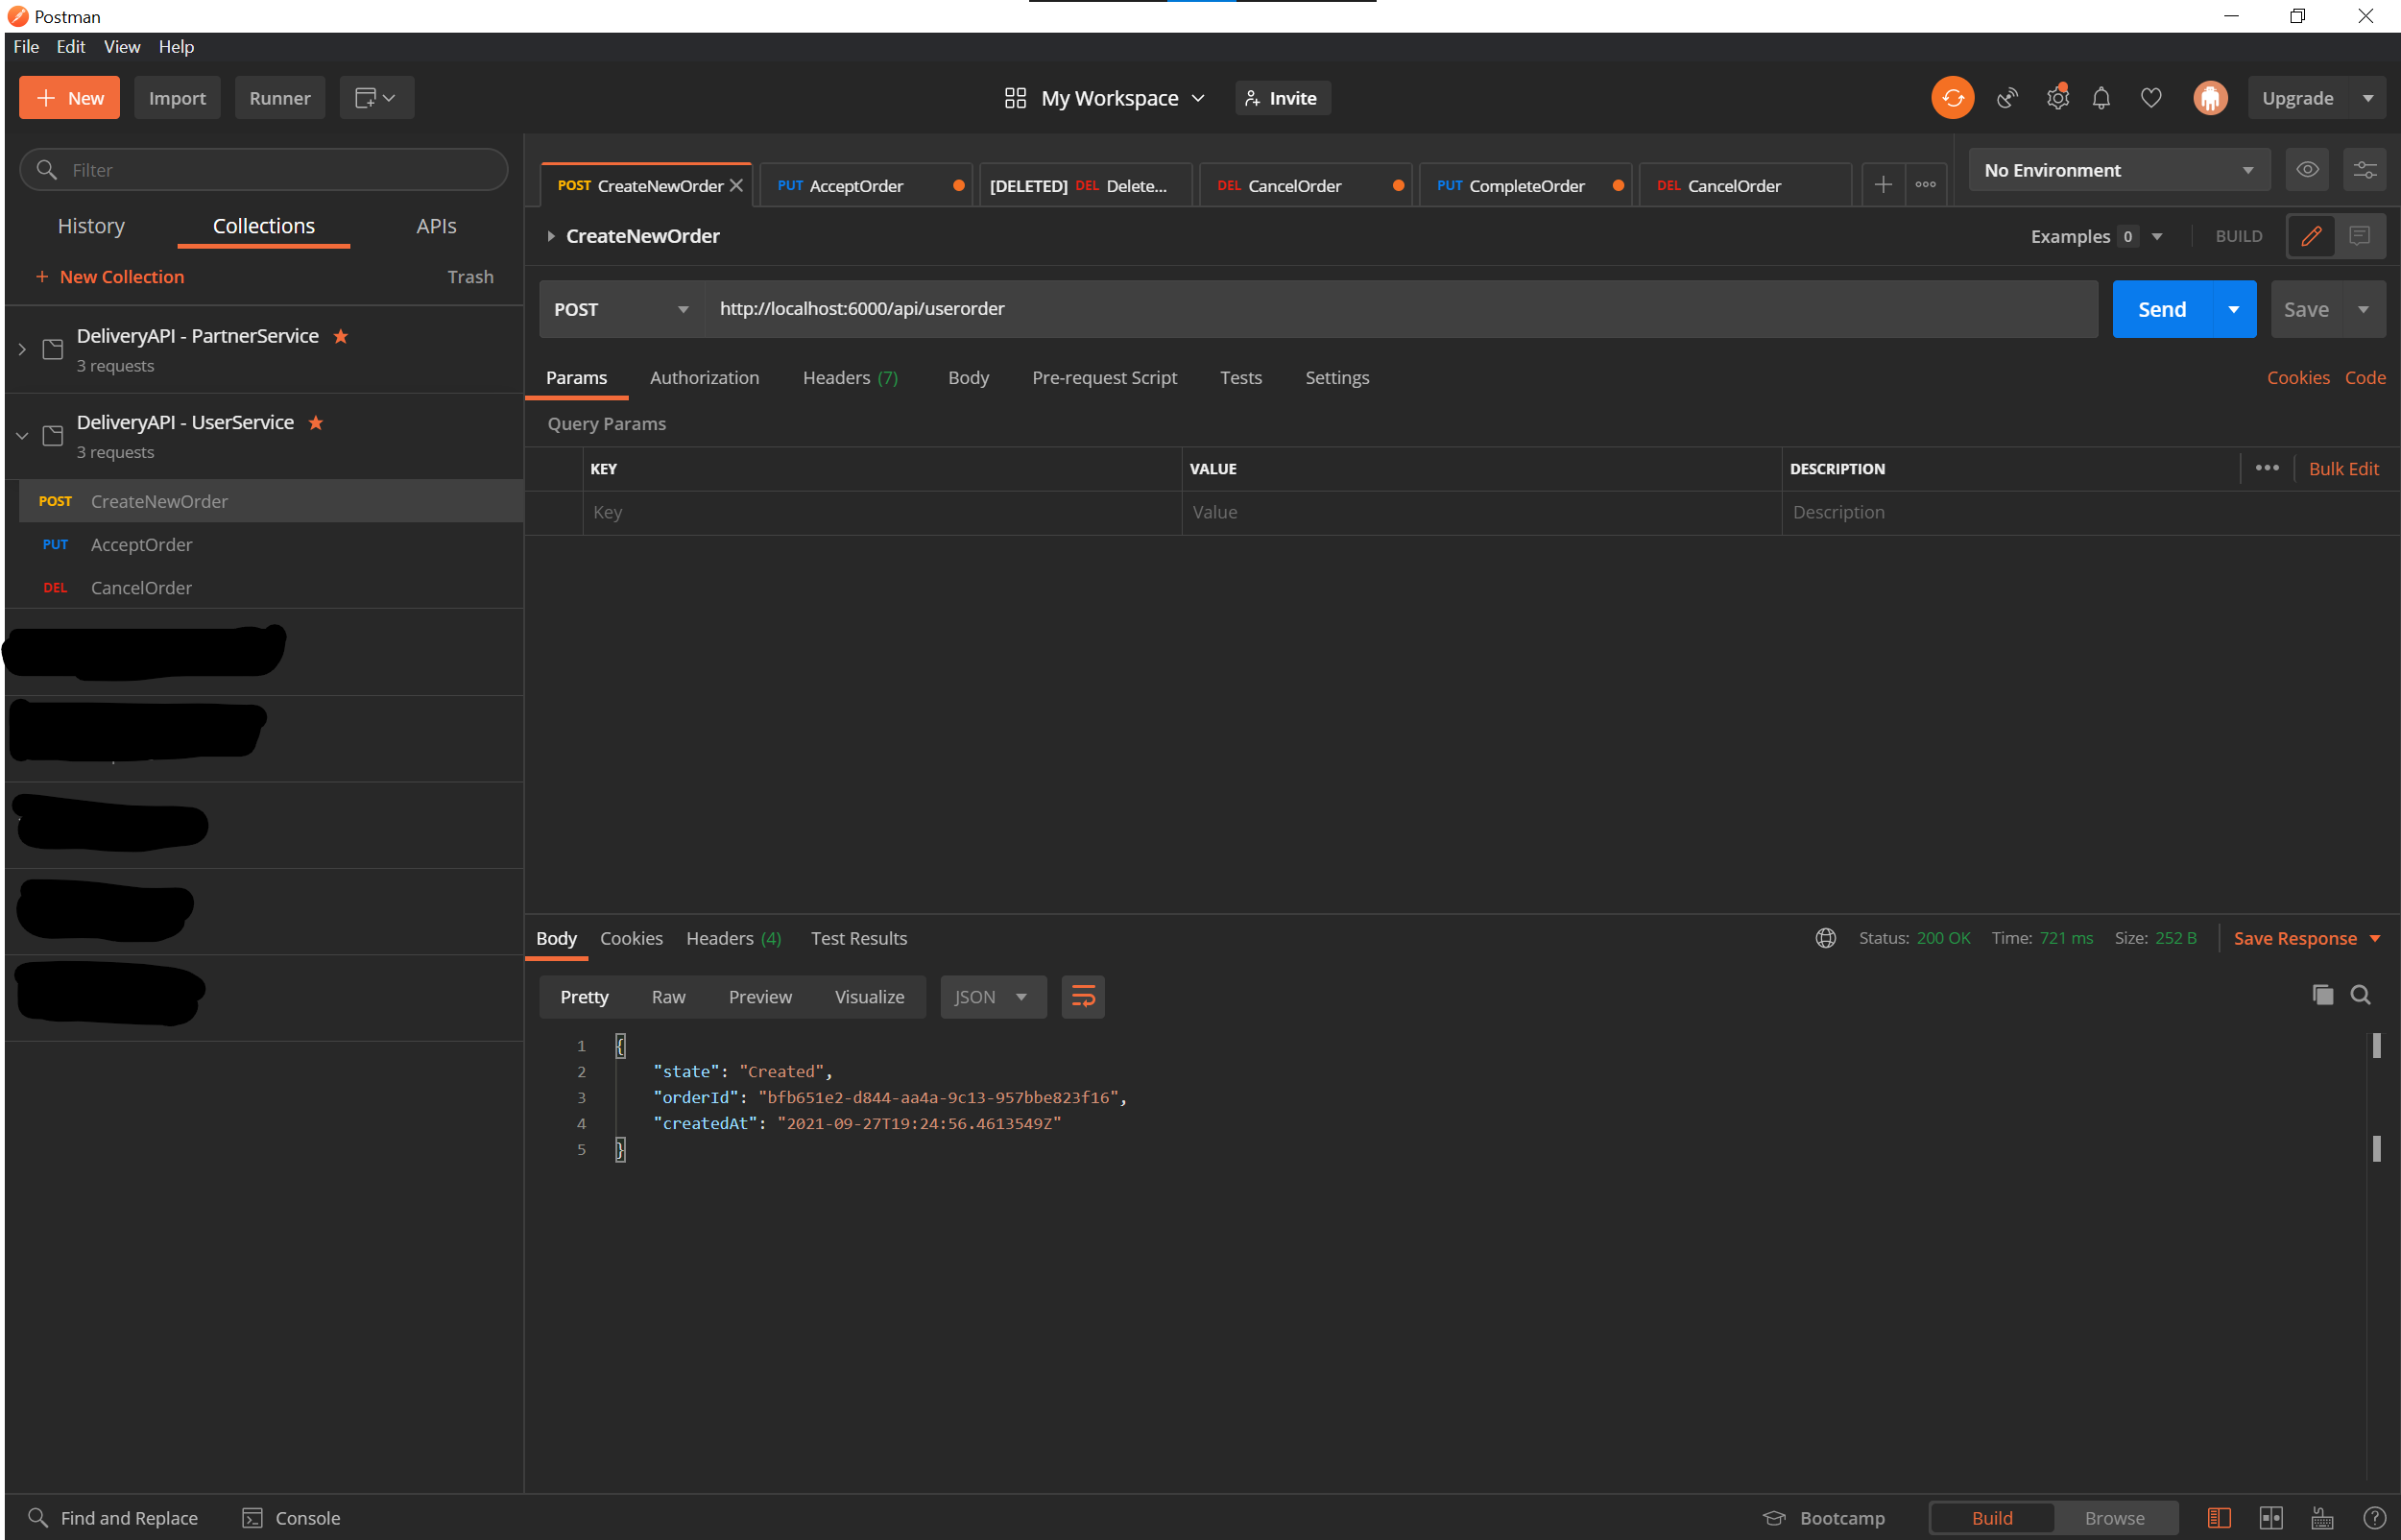 Postman
File Edit View Help
New Import Runner My Workspace Invite Upgrade
Filter
History Collections APIs
+ New Collection Trash
DeliveryAPI - PartnerService
3 requests
DeliveryAPI - UserService
3 requests
POST CreateNewOrder
PUT AcceptOrder
DEL CancelOrder
POST CreateNewOrder PUT AcceptOrder [DELETED] DEL Delete... DEL CancelOrder PUT CompleteOrder DEL CancelOrder No Environment
CreateNewOrder Examples 0 BUILD
POST http://localhost:6000/api/userorder Send Save
Params Authorization Headers (7) Body Pre-request Script Tests Settings Cookies Code
Query Params
KEY VALUE DESCRIPTION Bulk Edit
Key Value Description
Body Cookies Headers (4) Test Results Status: 200 OK Time: 721 ms Size: 252 B Save Response
Pretty Raw Preview Visualize JSON
1 {
2 "state": "Created",
3 "orderId": "bfb651e2-d844-aa4a-9c13-957bbe823f16",
4 "createdAt": "2021-09-27T19:24:56.4613549Z"
5 }
Find and Replace Console Bootcamp Build Browse